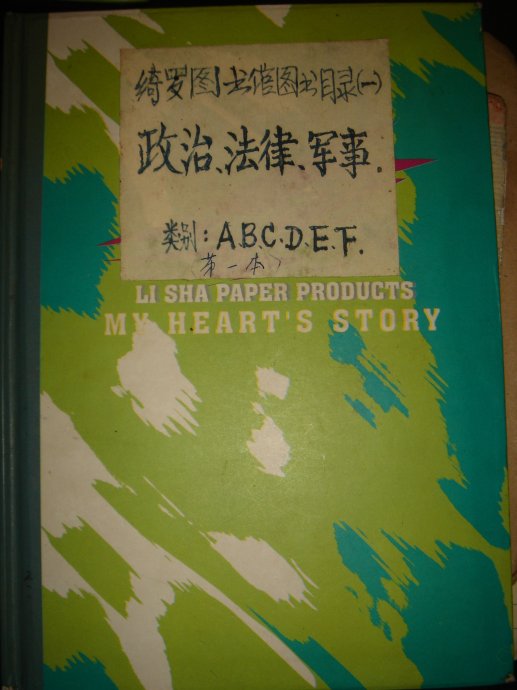 绮罗图书馆图书目录(一)
政治、法律、军事.
类别：A.B.C.D.E.F.
(第一本)
LI SHA PAPER PRODUCTS
MY HEART'S STORY